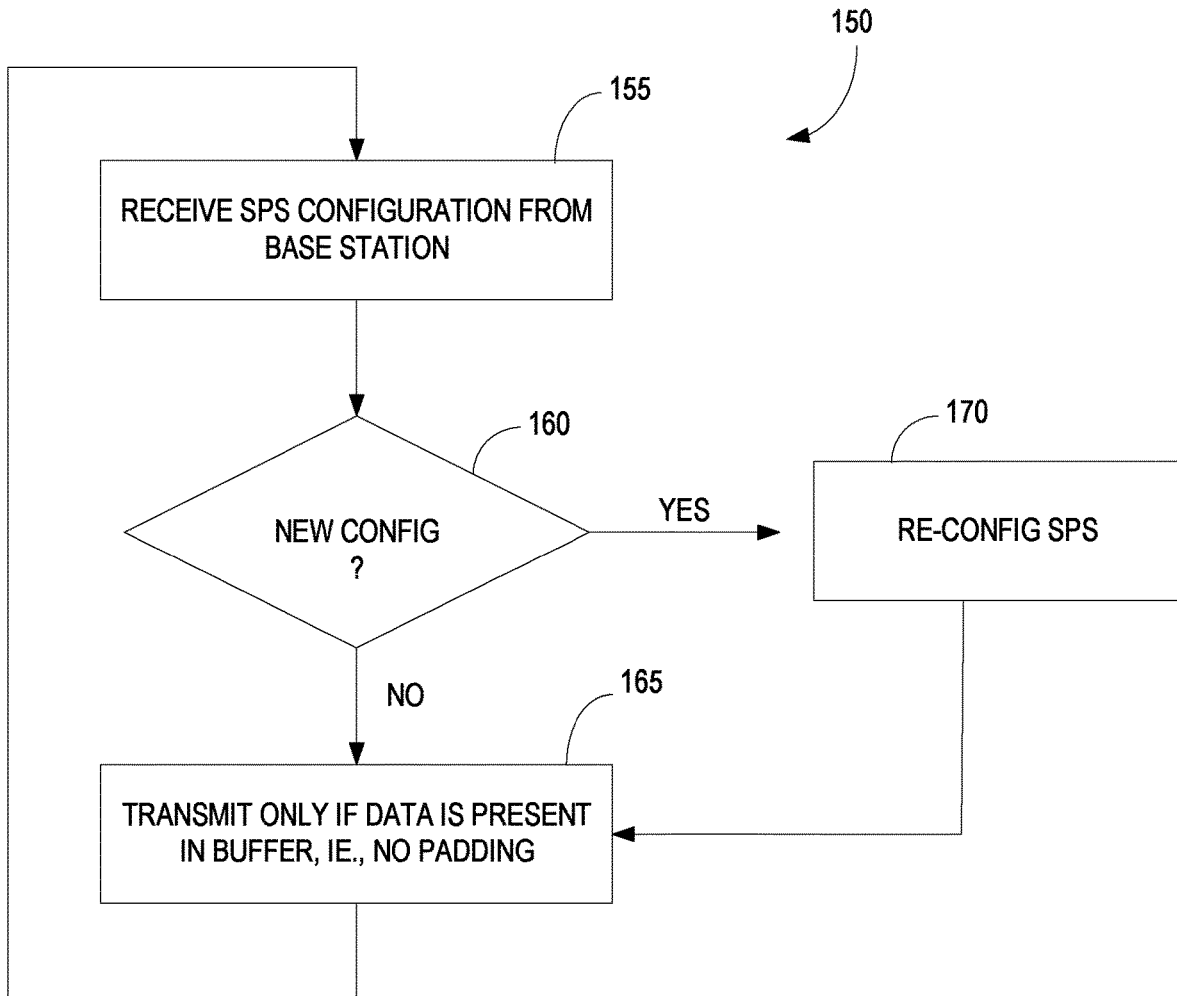 150
155
RECEIVE SPS CONFIGURATION FROM
BASE STATION
160
NEW CONFIG
?
YES
170
RE-CONFIG SPS
NO
165
TRANSMIT ONLY IF DATA IS PRESENT
IN BUFFER, IE., NO PADDING